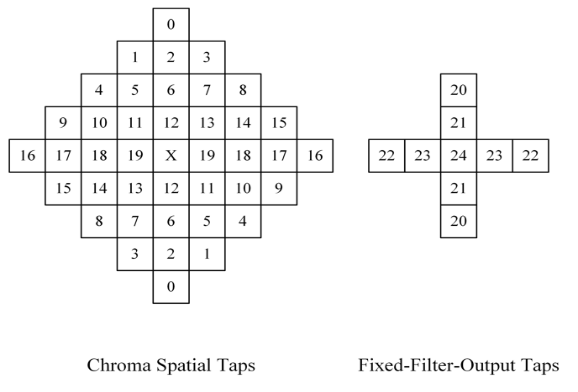 0
1 2 3
4 5 6 7 8 20
9 10 11 12 13 14 15 21
16 17 18 19 X 19 18 17 16 22 23 24 23 22
15 14 13 12 11 10 9 21
8 7 6 5 4 20
3 2 1
0
Chroma Spatial Taps Fixed-Filter-Output Taps